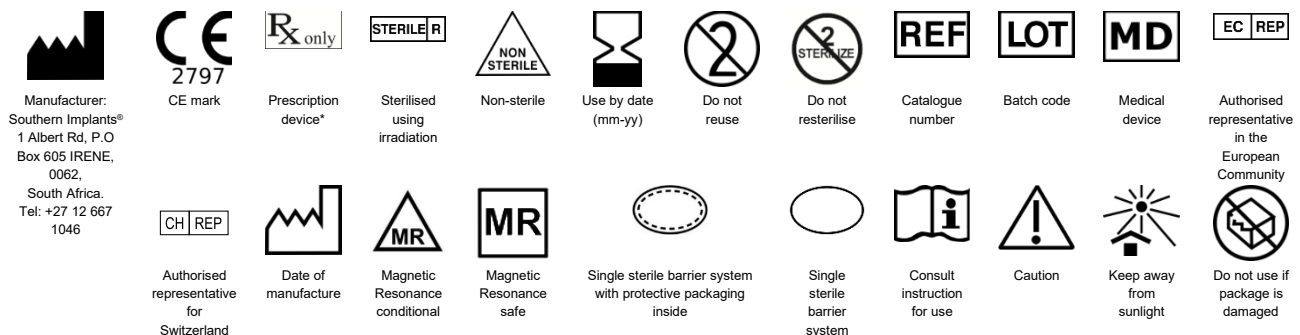 2797
Rx only
STERILE R
NON
STERILE
2
2
STERILIZE
REF
LOT
MD
EC REP
Manufacturer:
Southern Implants®
1 Albert Rd, P.O
Box 605 IRENE,
0062,
South Africa.
Tel: +27 12 667
1046
CE mark
Prescription
device*
Sterilised
using
irradiation
Non-sterile
Use by date
(mm-yy)
Do not
reuse
Do not
resterilise
Catalogue
number
Batch code
Medical
device
Authorised
representative
in the
European
Community
CH REP
MR
MR
i
Authorised
representative
for
Switzerland
Date of
manufacture
Magnetic
Resonance
conditional
Magnetic
Resonance
safe
Single sterile barrier system
with protective packaging
inside
Single
sterile
barrier
system
Consult
instruction
for use
Caution
Keep away
from
sunlight
Do not use if
package is
damaged